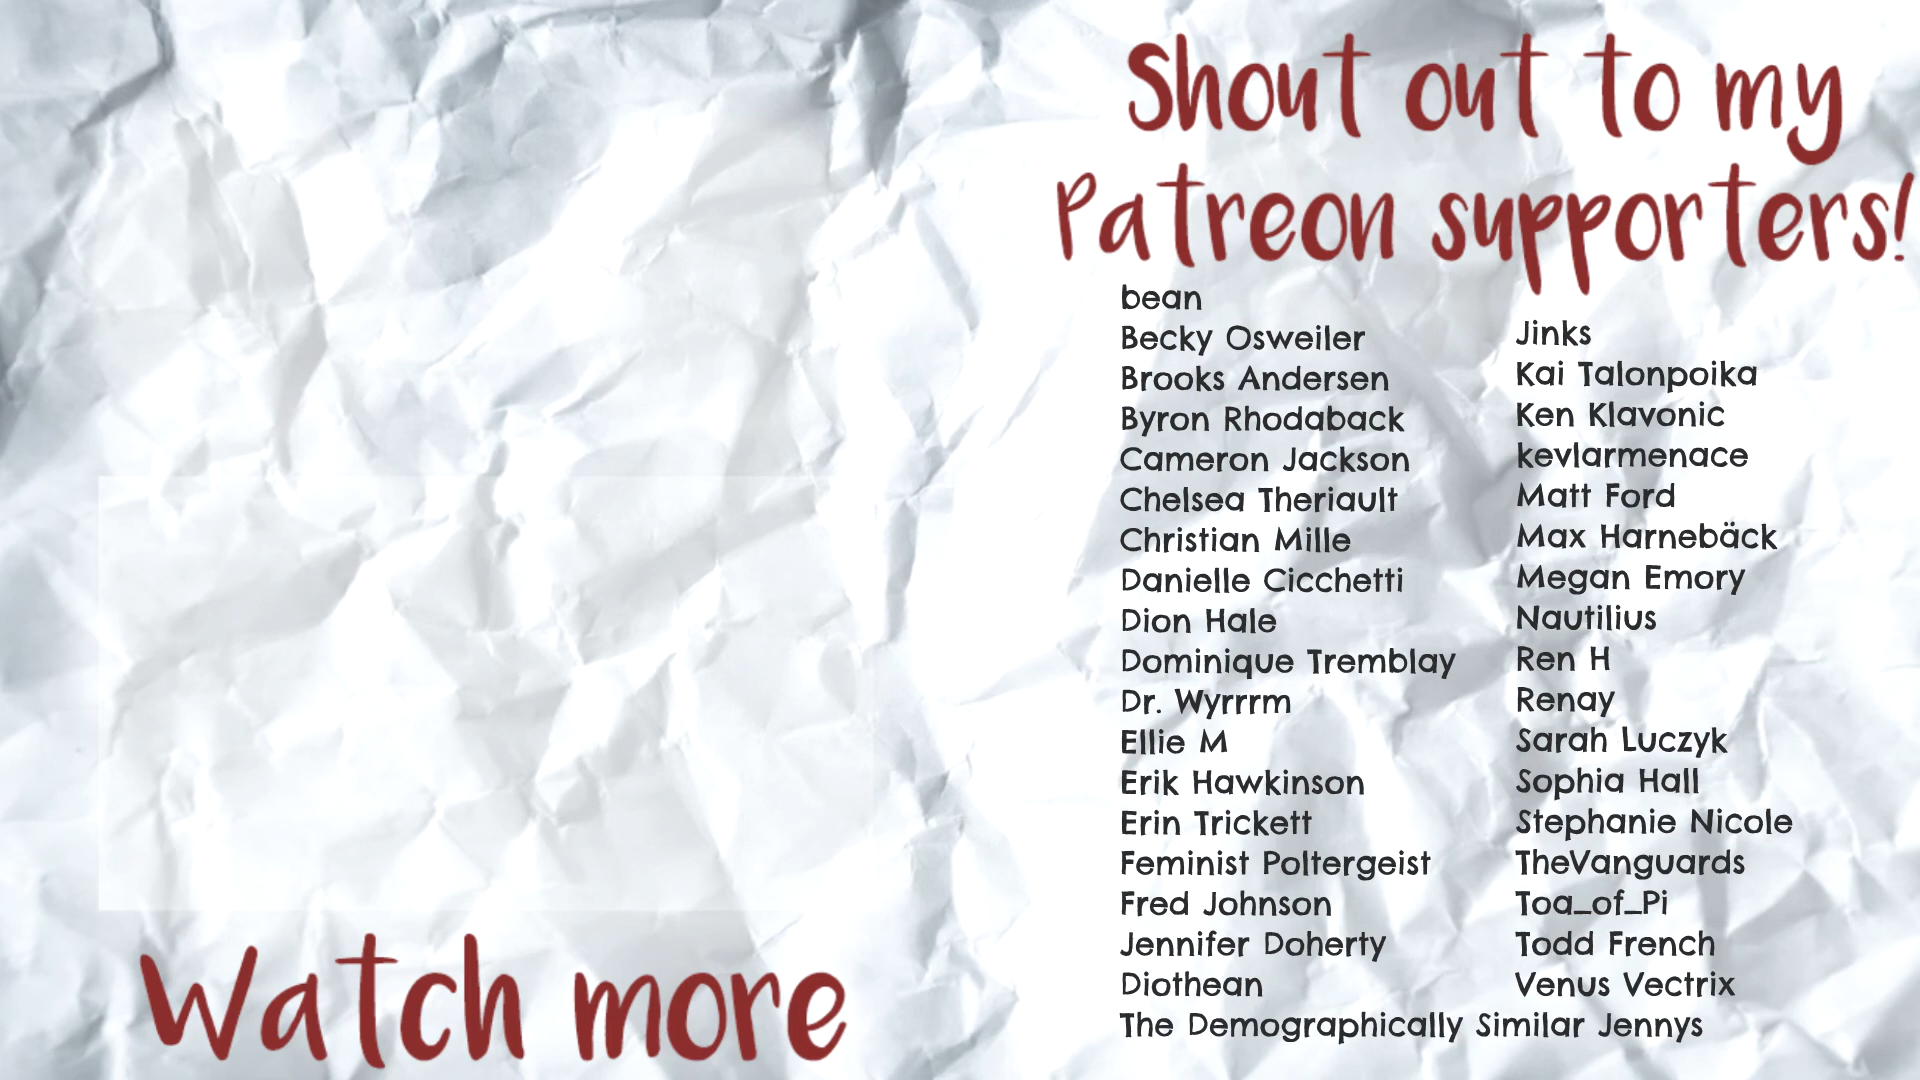 Shout out to my
Patreon supporters!
bean
Becky Osweiler
Brooks Andersen
Byron Rhodaback
Cameron Jackson
Chelsea Theriault
Christian Mille
Danielle Cicchetti
Dion Hale
Dominique Tremblay
Dr. Wyrrrm
Ellie M
Erik Hawkinson
Erin Trickett
Feminist Poltergeist
Fred Johnson
Jennifer Doherty
Diothean
The Demographically Similar Jennys
Jinks
Kai Talonpoika
Ken Klavonic
kevlarmenace
Matt Ford
Max Harnebäck
Megan Emory
Nautilius
Ren H
Renay
Sarah Luczyk
Sophia Hall
Stephanie Nicole
TheVanguards
Toa_of_Pi
Todd French
Venus Vectrix
Watch more